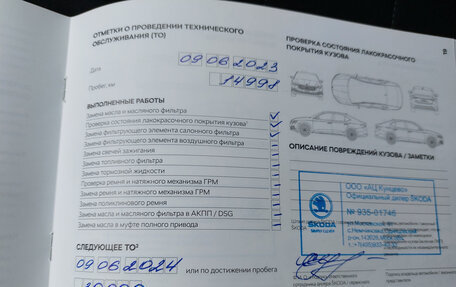 ОТМЕТКИ О ПРОВЕДЕНИИ ТЕХНИЧЕСКОГО
ОБСЛУЖИВАНИЯ (ТО)
Дата 09 06 2023
Пробег, км 14998
ВЫПОЛНЕННЫЕ РАБОТЫ
Замена масла и масляного фильтра
Проверка состояния лакокрасочного покрытия кузова
Замена фильтрующего элемента салонного фильтра
Замена фильтрующего элемента воздушного фильтра
Замена свечей зажигания
Замена топливного фильтра
Замена тормозной жидкости
Проверка ремня и натяжного механизма ГРМ
Замена ремня и натяжного механизма ГРМ
Замена поликлинового ремня
Замена масла и масляного фильтра в АКПП / DSG
Замена масла в муфте полного привода
СЛЕДУЮЩЕЕ ТО²
09 06 2024 или по достижении пробега
ПРОВЕРКА СОСТОЯНИЯ ЛАКОКРАСОЧНОГО
ПОКРЫТИЯ КУЗОВА
ТО
ОПИСАНИЕ ПОВРЕЖДЕНИЙ КУЗОВА / ЗАМЕТКИ
ŠKODA
ООО «АЦ Кунцево»
Официальный дилер ŠKODA
№ 935-01746